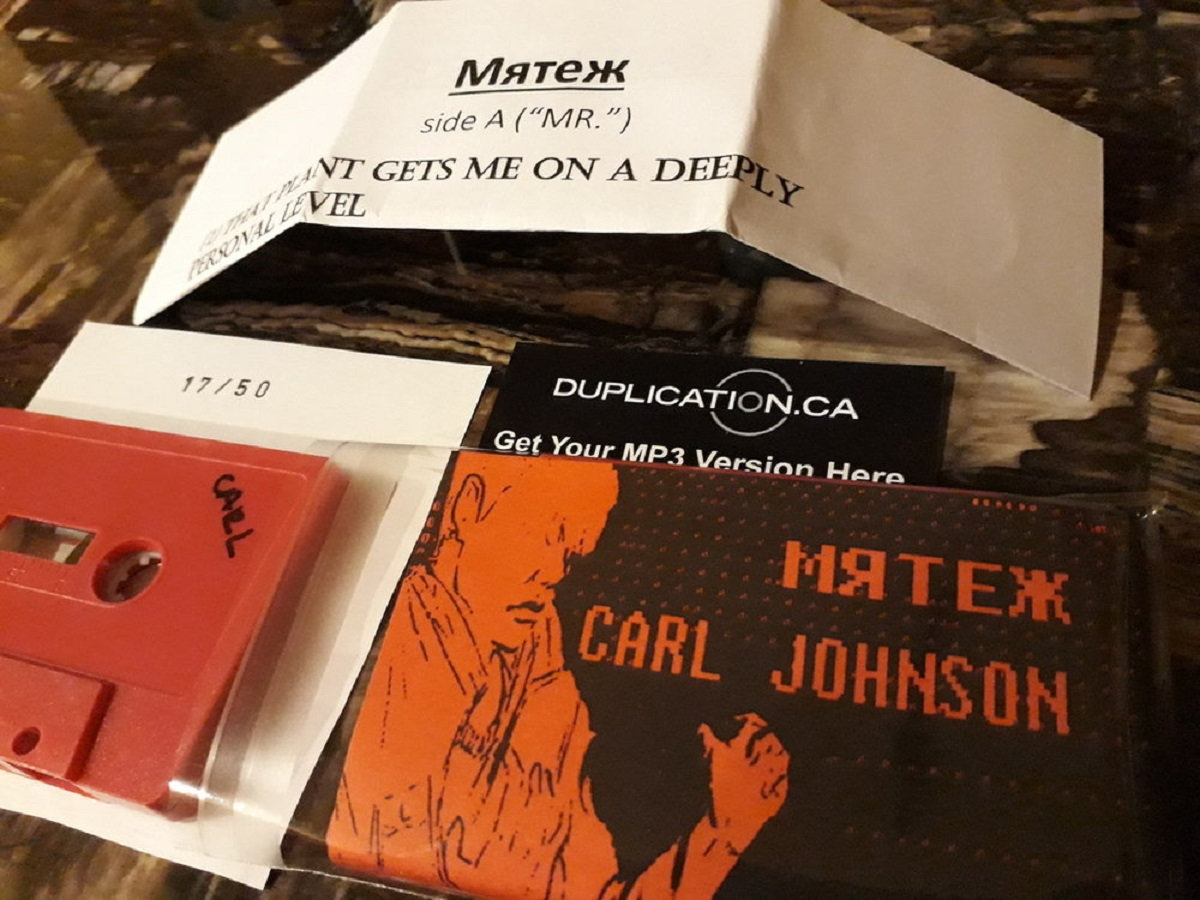 Мятеж
side A ("MR.")
THAT PLANT GETS ME ON A DEEPLY
PERSONAL LEVEL
17/50
DUPLICATION.CA
Get Your MP3 Version Here
CARL
МЯТЕЖ
CARL JOHNSON